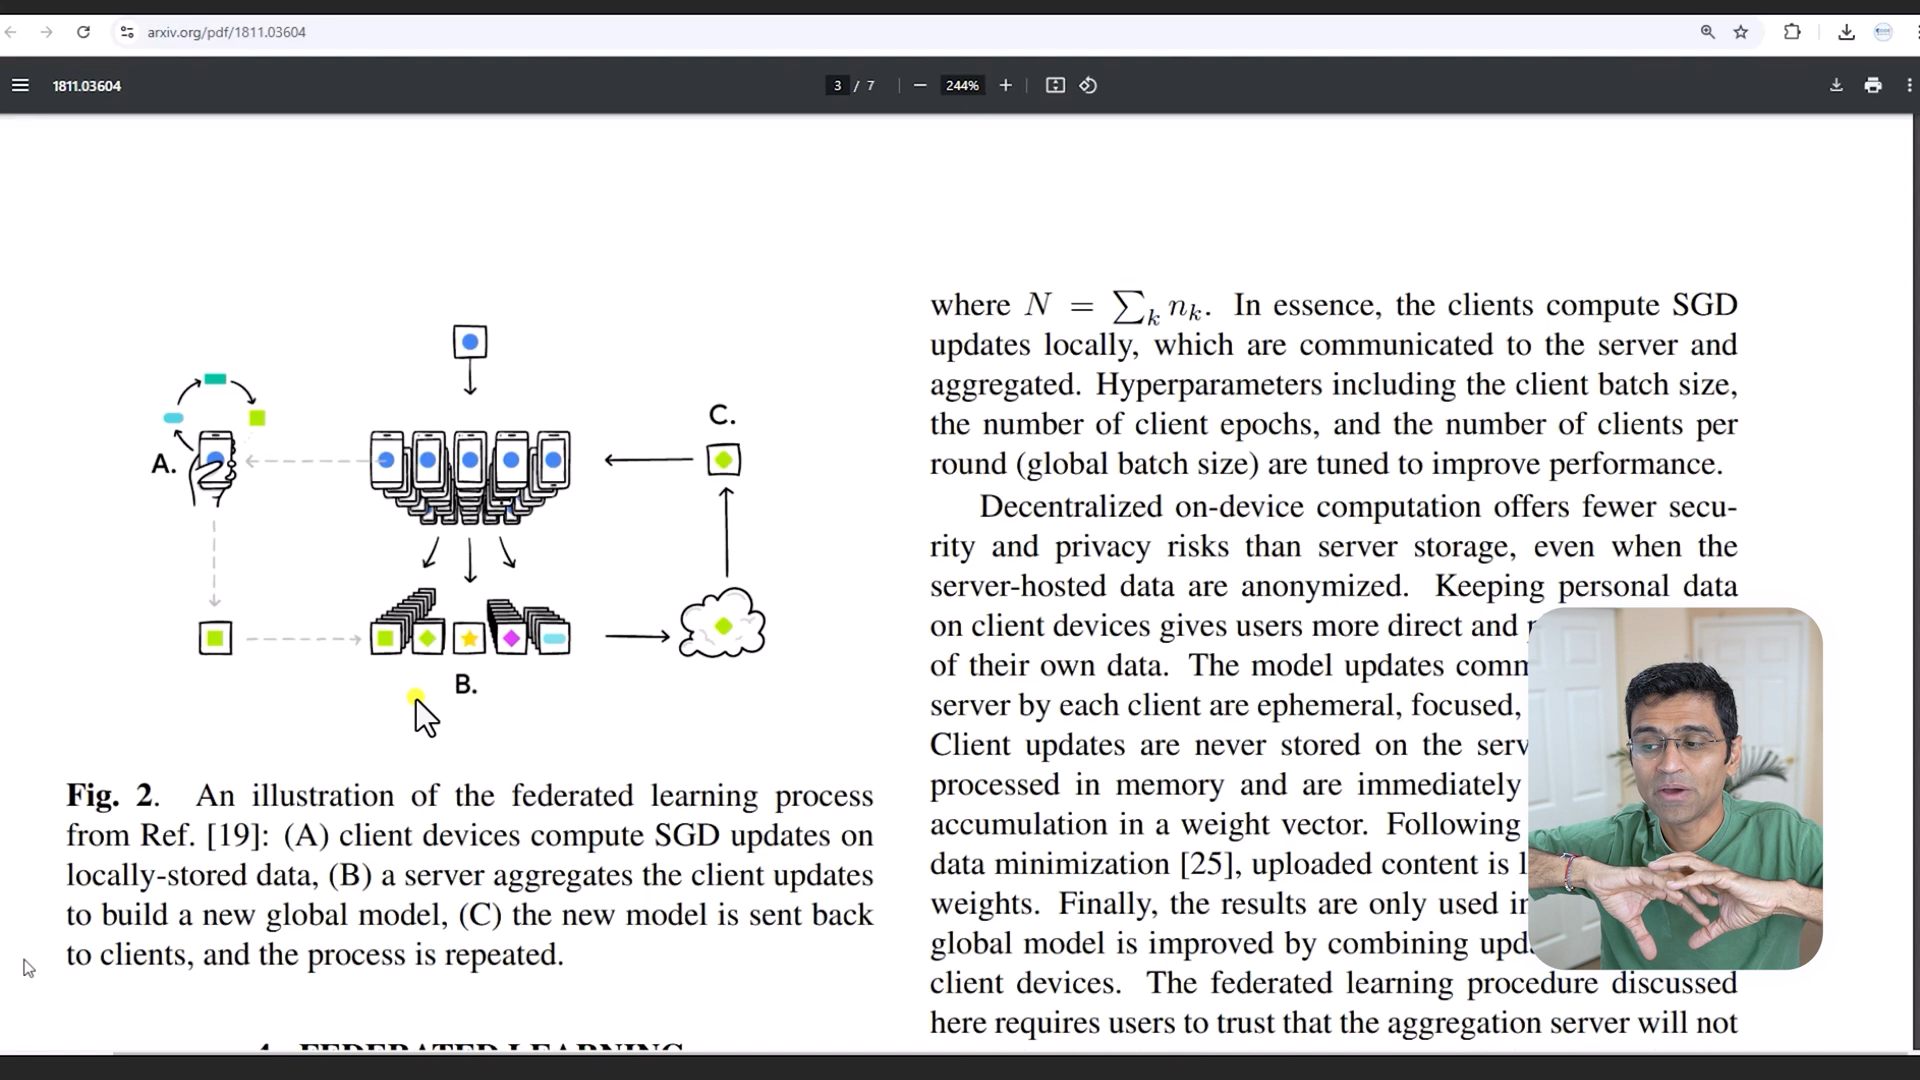 arxiv.org/pdf/1811.03604
1811.03604
3 / 7
244%
A.
B.
C.
Fig. 2. An illustration of the federated learning process
from Ref. [19]: (A) client devices compute SGD updates on
locally-stored data, (B) a server aggregates the client updates
to build a new global model, (C) the new model is sent back
to clients, and the process is repeated.
4. FEDERATED LEARNING
where N = ∑k nk. In essence, the clients compute SGD
updates locally, which are communicated to the server and
aggregated. Hyperparameters including the client batch size,
the number of client epochs, and the number of clients per
round (global batch size) are tuned to improve performance.
Decentralized on-device computation offers fewer secu-
rity and privacy risks than server storage, even when the
server-hosted data are anonymized. Keeping personal data
on client devices gives users more direct and
of their own data. The model updates comm
server by each client are ephemeral, focused,
Client updates are never stored on the serv
processed in memory and are immediately
accumulation in a weight vector. Following
data minimization [25], uploaded content is
weights. Finally, the results are only used in
global model is improved by combining upd
client devices. The federated learning procedure discussed
here requires users to trust that the aggregation server will not